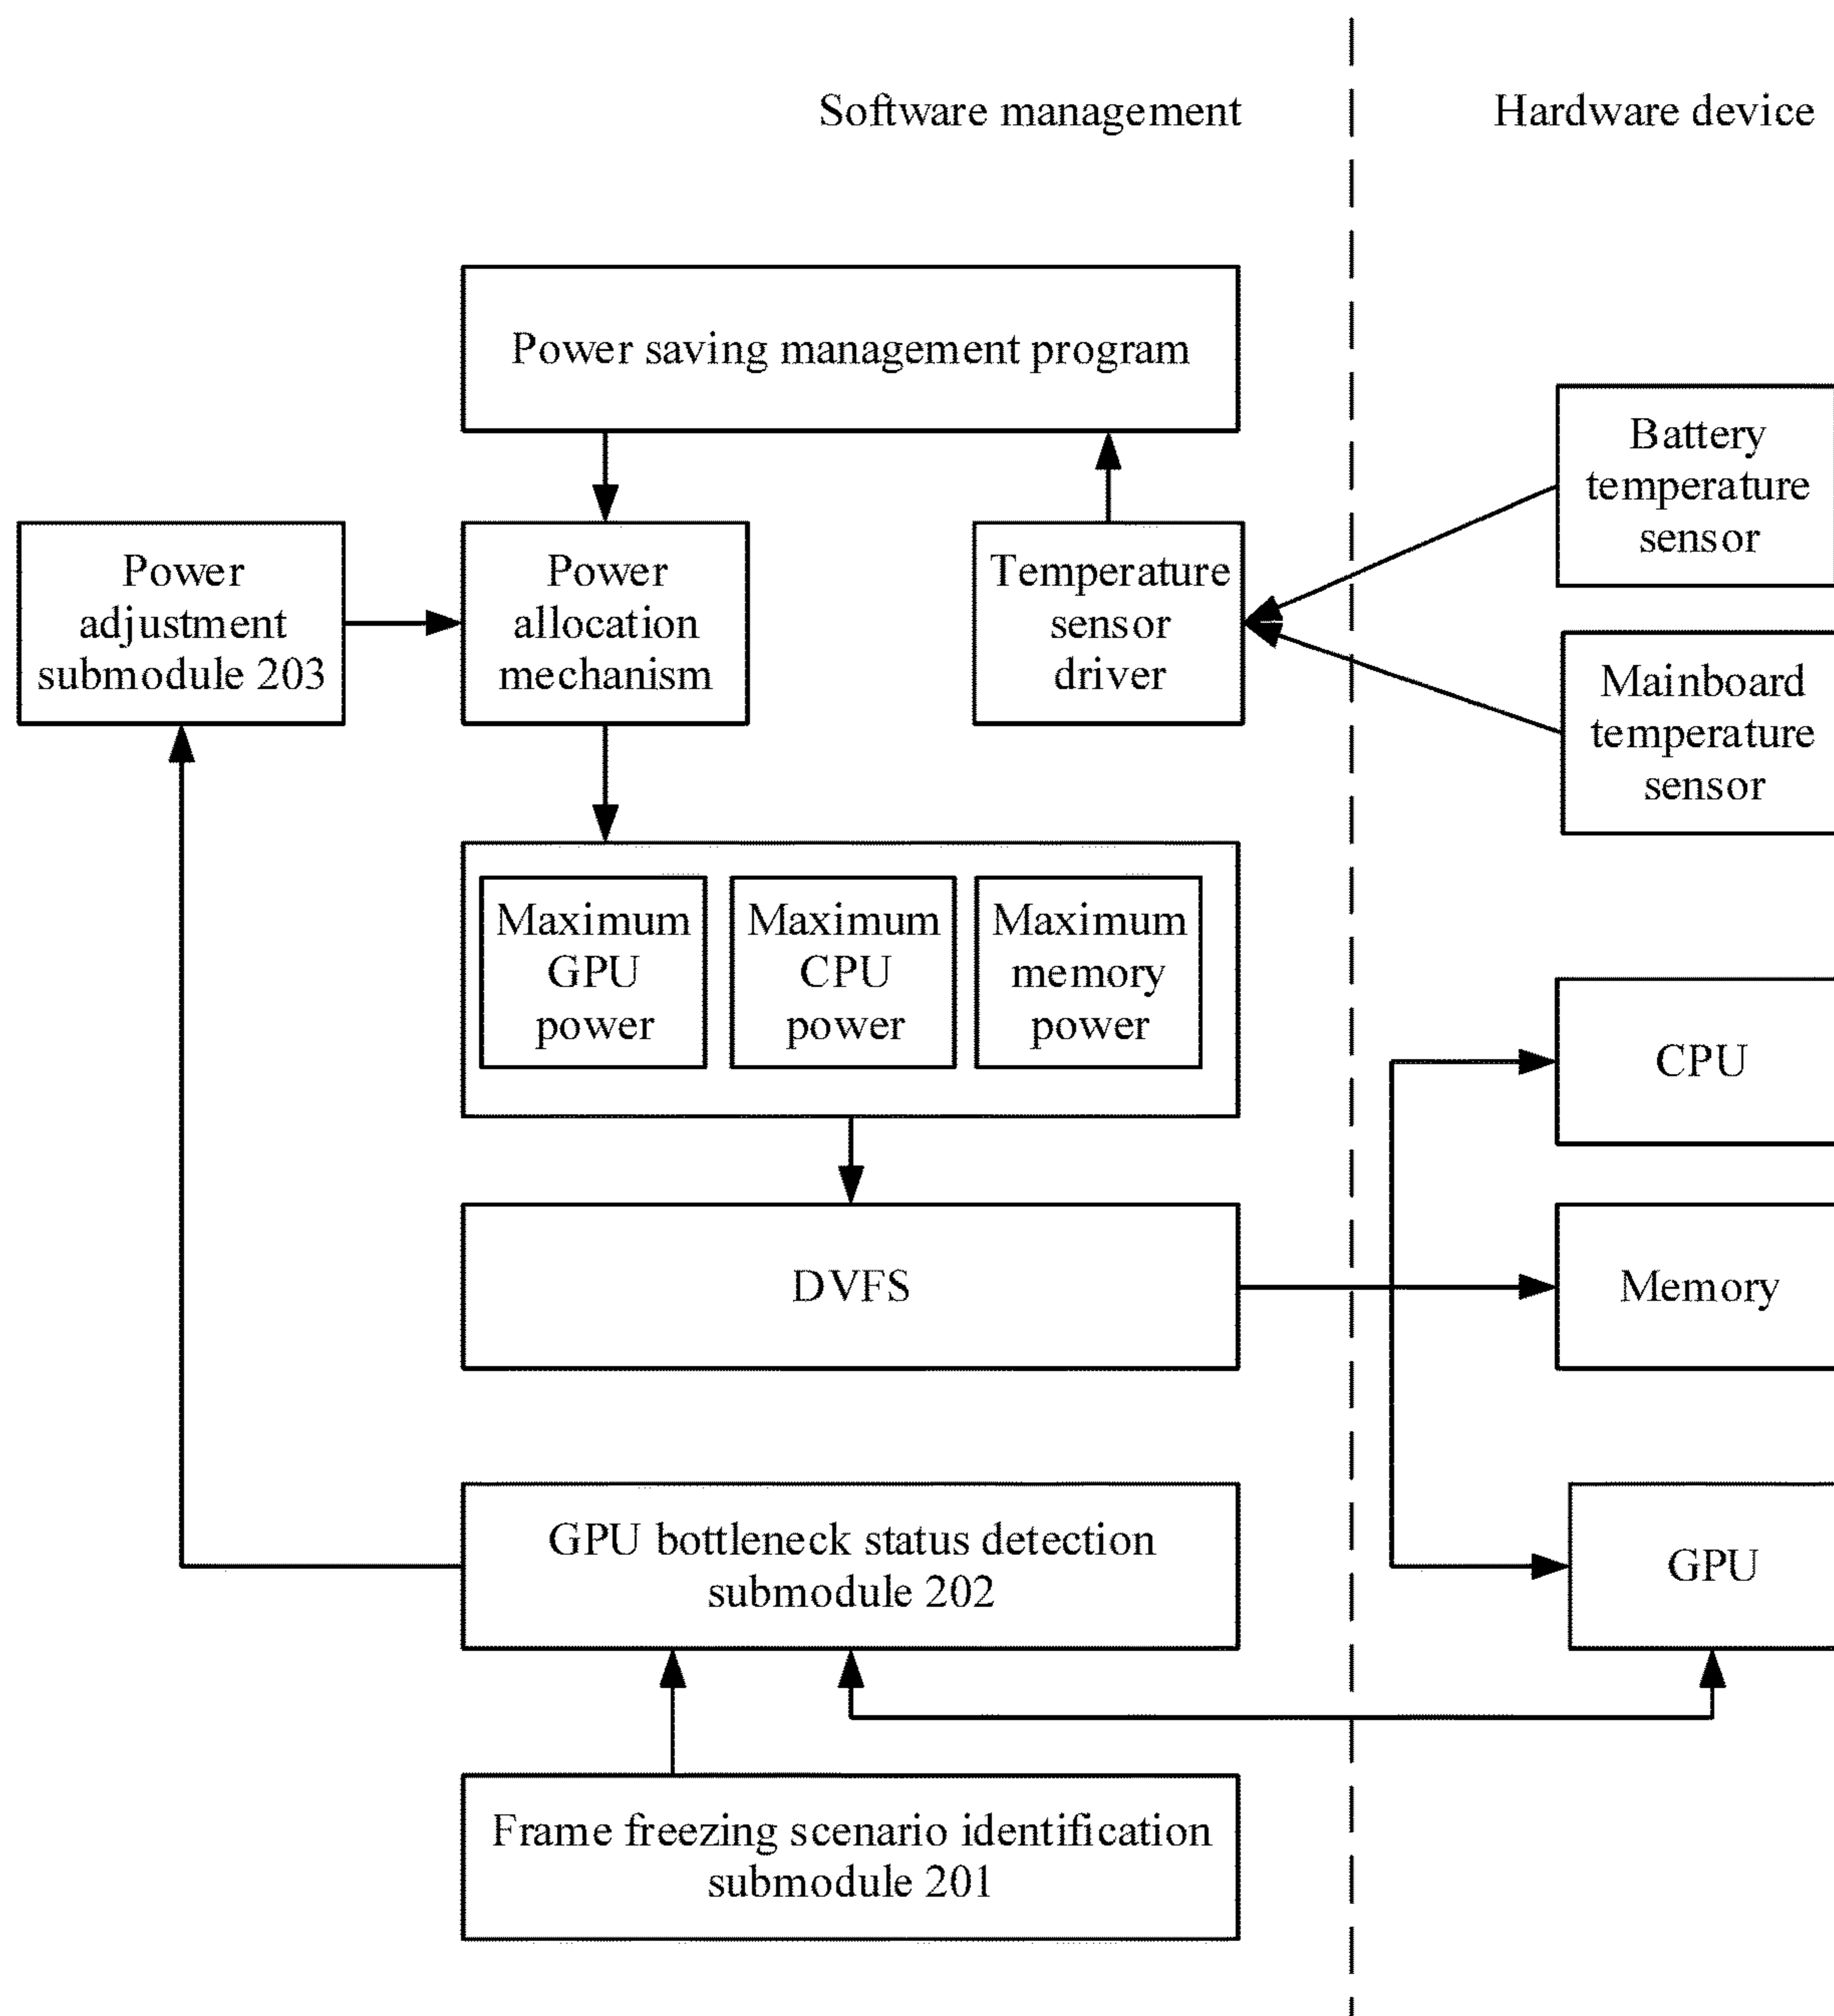 Software management
Hardware device
Power saving management program
Battery
temperature
sensor
Power
adjustment
submodule 203
Power
allocation
mechanism
Temperature
sensor
driver
Mainboard
temperature
sensor
Maximum
GPU
power
Maximum
CPU
power
Maximum
memory
power
CPU
DVFS
Memory
GPU bottleneck status detection
submodule 202
GPU
Frame freezing scenario identification
submodule 201